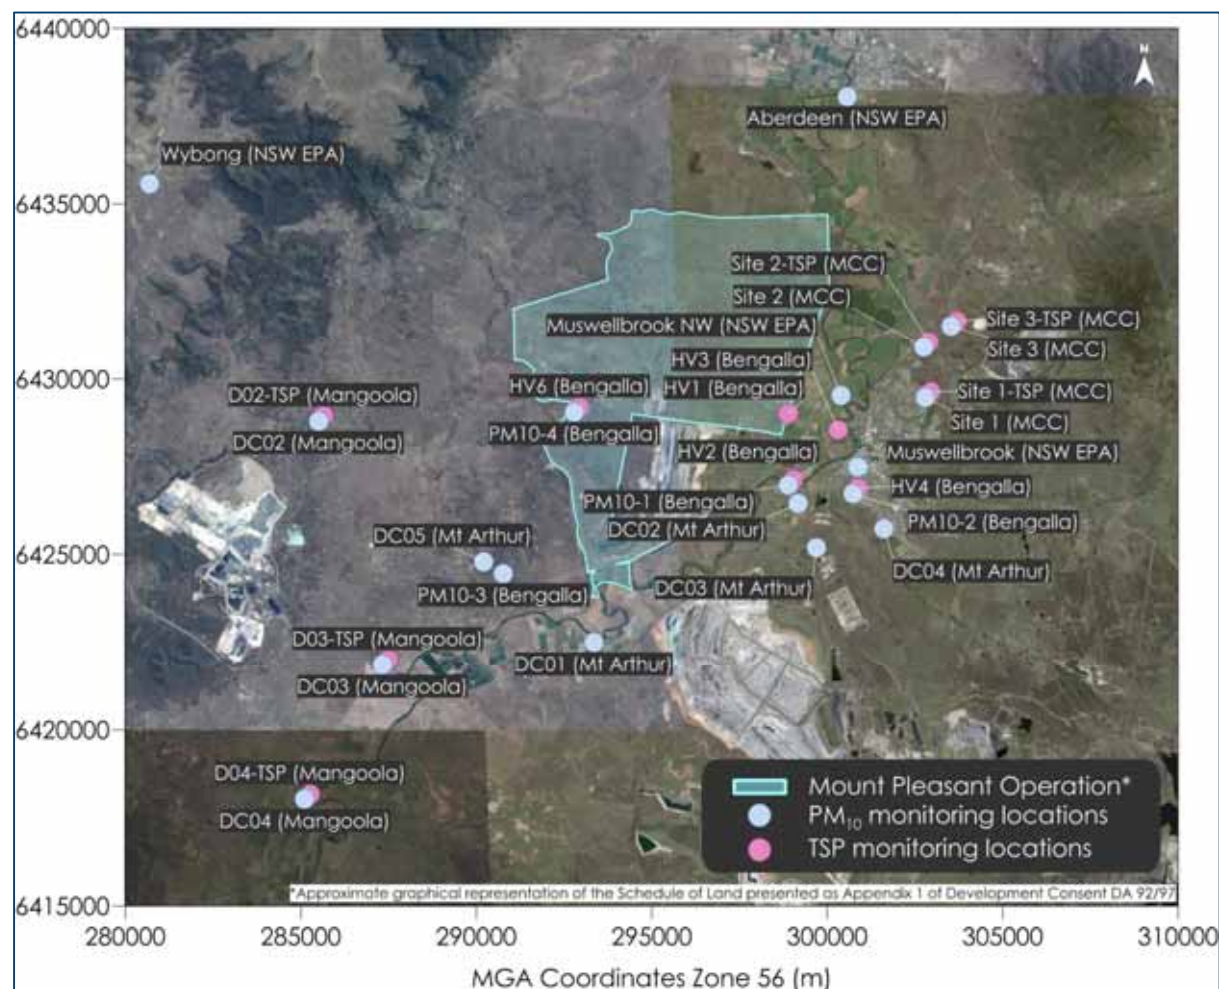 6440000
N
Aberdeen (NSW EPA)
Wybong (NSW EPA)
6435000
Site 2-TSP (MCC)
Site 2 (MCC)
Site 3-TSP (MCC)
Muswellbrook NW (NSW EPA)
Site 3 (MCC)
HV3 (Bengalla)
6430000
HV6 (Bengalla)
HV1 (Bengalla)
D02-TSP (Mangoola)
Site 1-TSP (MCC)
Site 1 (MCC)
PM10-4 (Bengalla)
DC02 (Mangoola)
HV2 (Bengalla)
Muswellbrook (NSW EPA)
HV4 (Bengalla)
PM10-1 (Bengalla)
PM10-2 (Bengalla)
DC02 (Mt Arthur)
DC05 (Mt Arthur)
6425000
DC04 (Mt Arthur)
DC03 (Mt Arthur)
PM10-3 (Bengalla)
D03-TSP (Mangoola)
DC01 (Mt Arthur)
DC03 (Mangoola)
6420000
D04-TSP (Mangoola)
DC04 (Mangoola)
Mount Pleasant Operation*
PM10 monitoring locations
TSP monitoring locations
*Approximate graphical representation of the Schedule of Land presented as Appendix 1 of Development Consent DA 92/97
6415000
280000 285000 290000 295000 300000 305000 310000
MGA Coordinates Zone 56 (m)